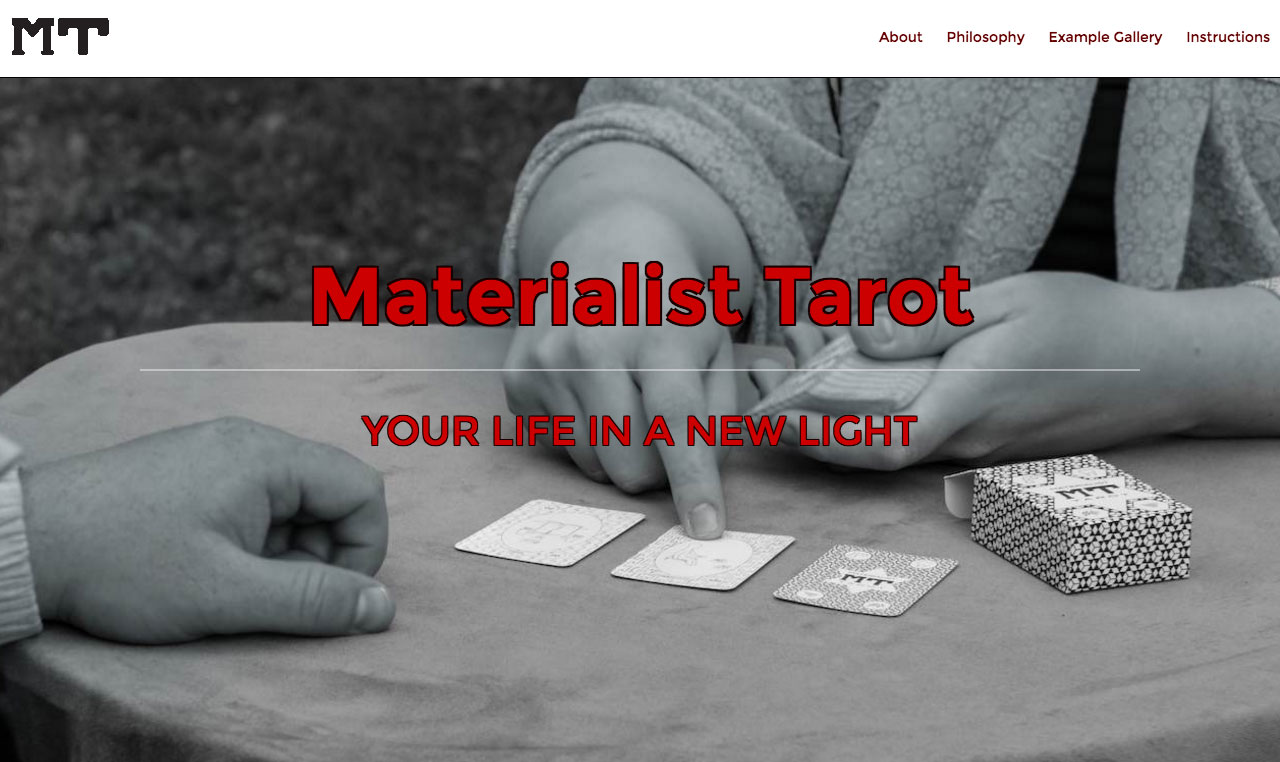 MT
About Philosophy Example Gallery Instructions
Materialist Tarot
YOUR LIFE IN A NEW LIGHT
MT
MT